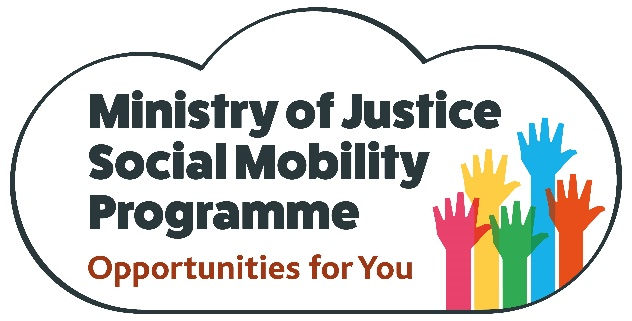 Ministry of Justice
Social Mobility
Programme
Opportunities for You